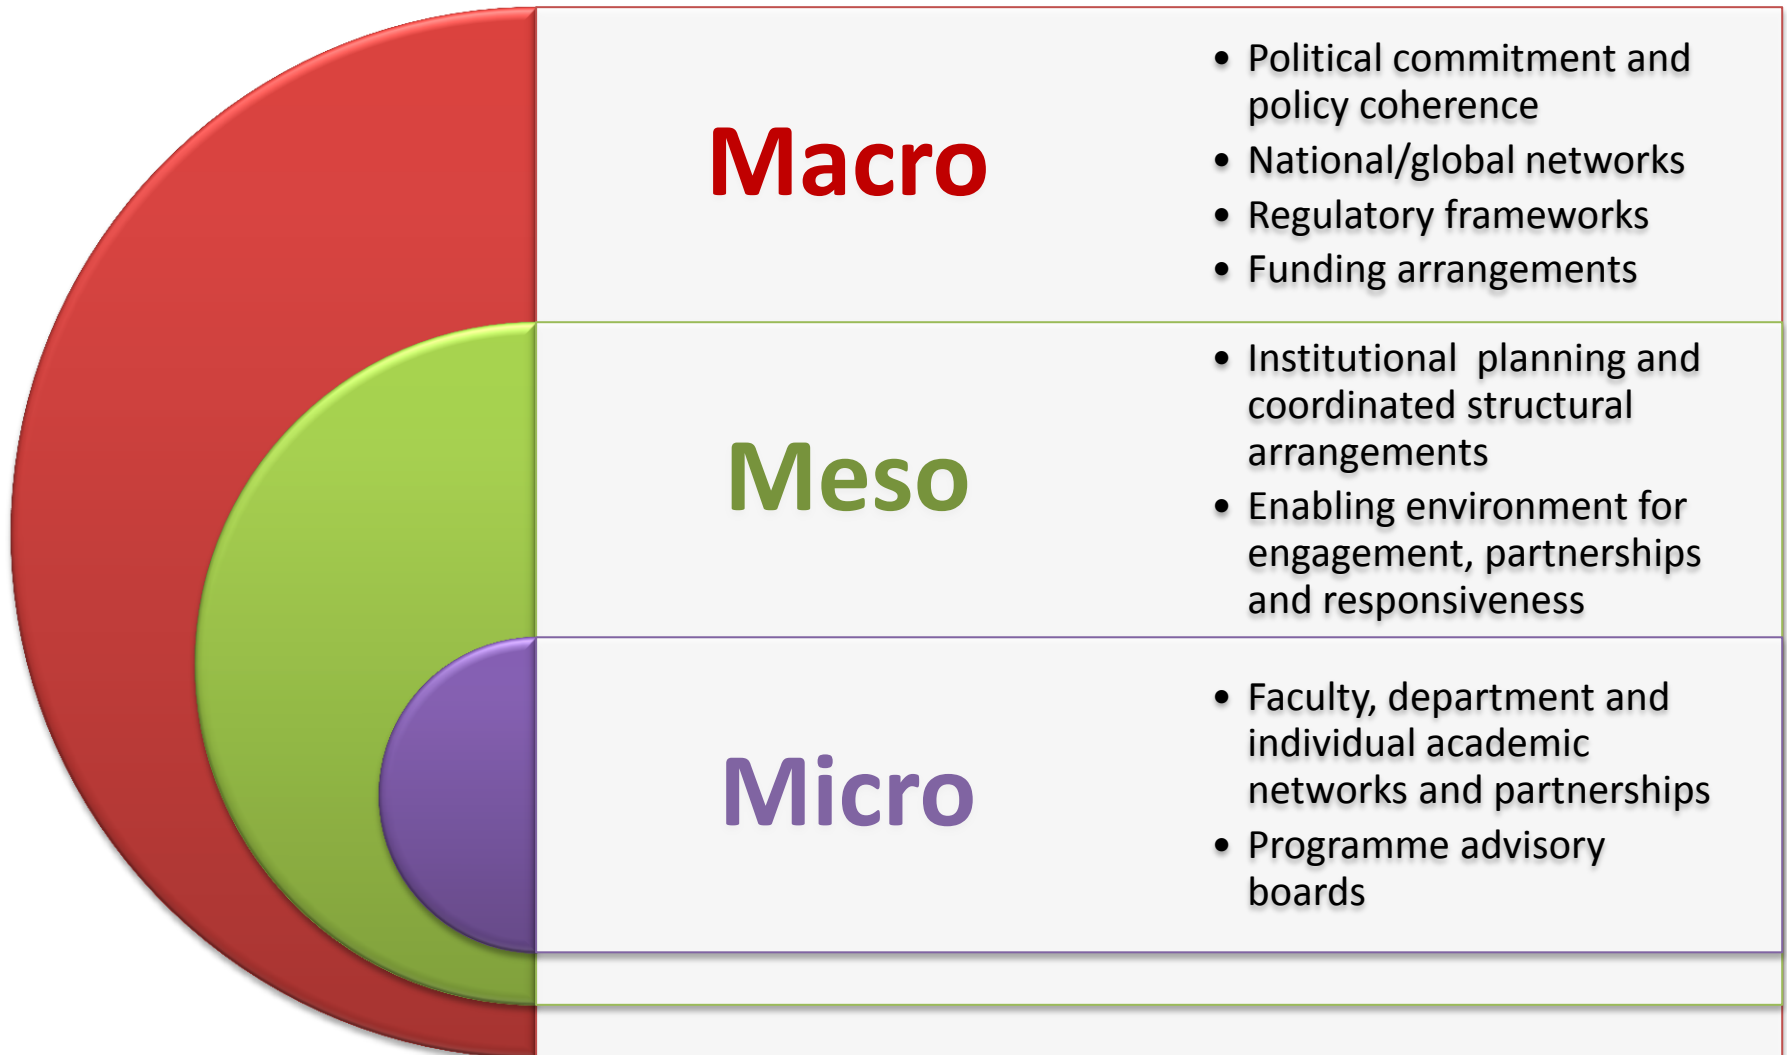 Macro
• Political commitment and
policy coherence
• National/global networks
• Regulatory frameworks
• Funding arrangements
Meso
• Institutional  planning and
coordinated structural
arrangements
• Enabling environment for
engagement, partnerships
and responsiveness
Micro
• Faculty, department and
individual academic
networks and partnerships
• Programme advisory
boards